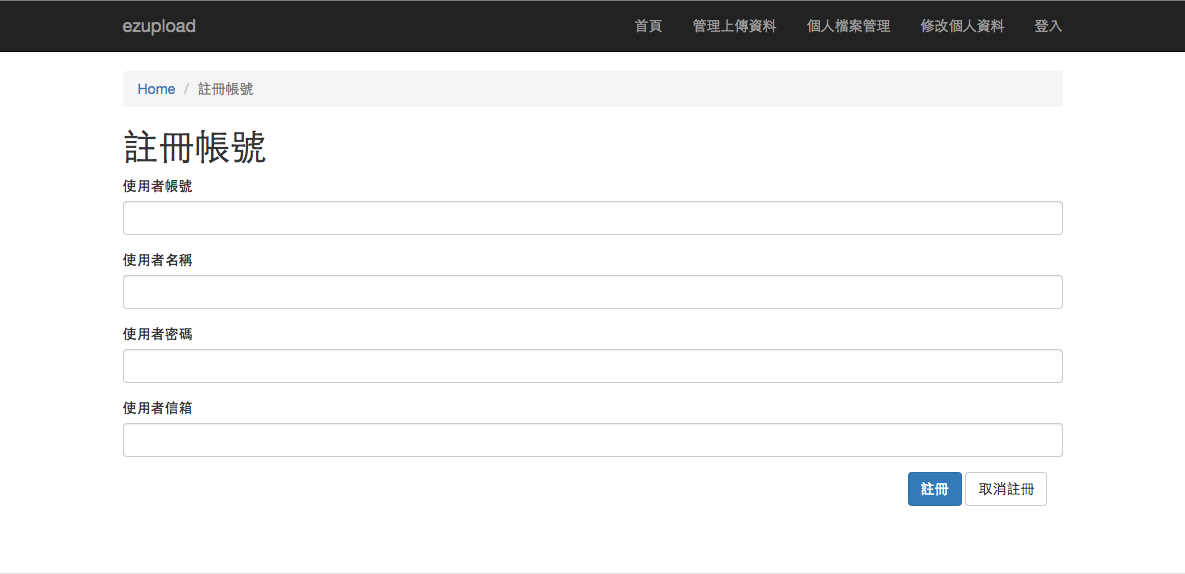 ezupload 首頁 管理上傳資料 個人檔案管理 修改個人資料 登入
Home / 註冊帳號
註冊帳號
使用者帳號
使用者名稱
使用者密碼
使用者信箱
註冊 取消註冊